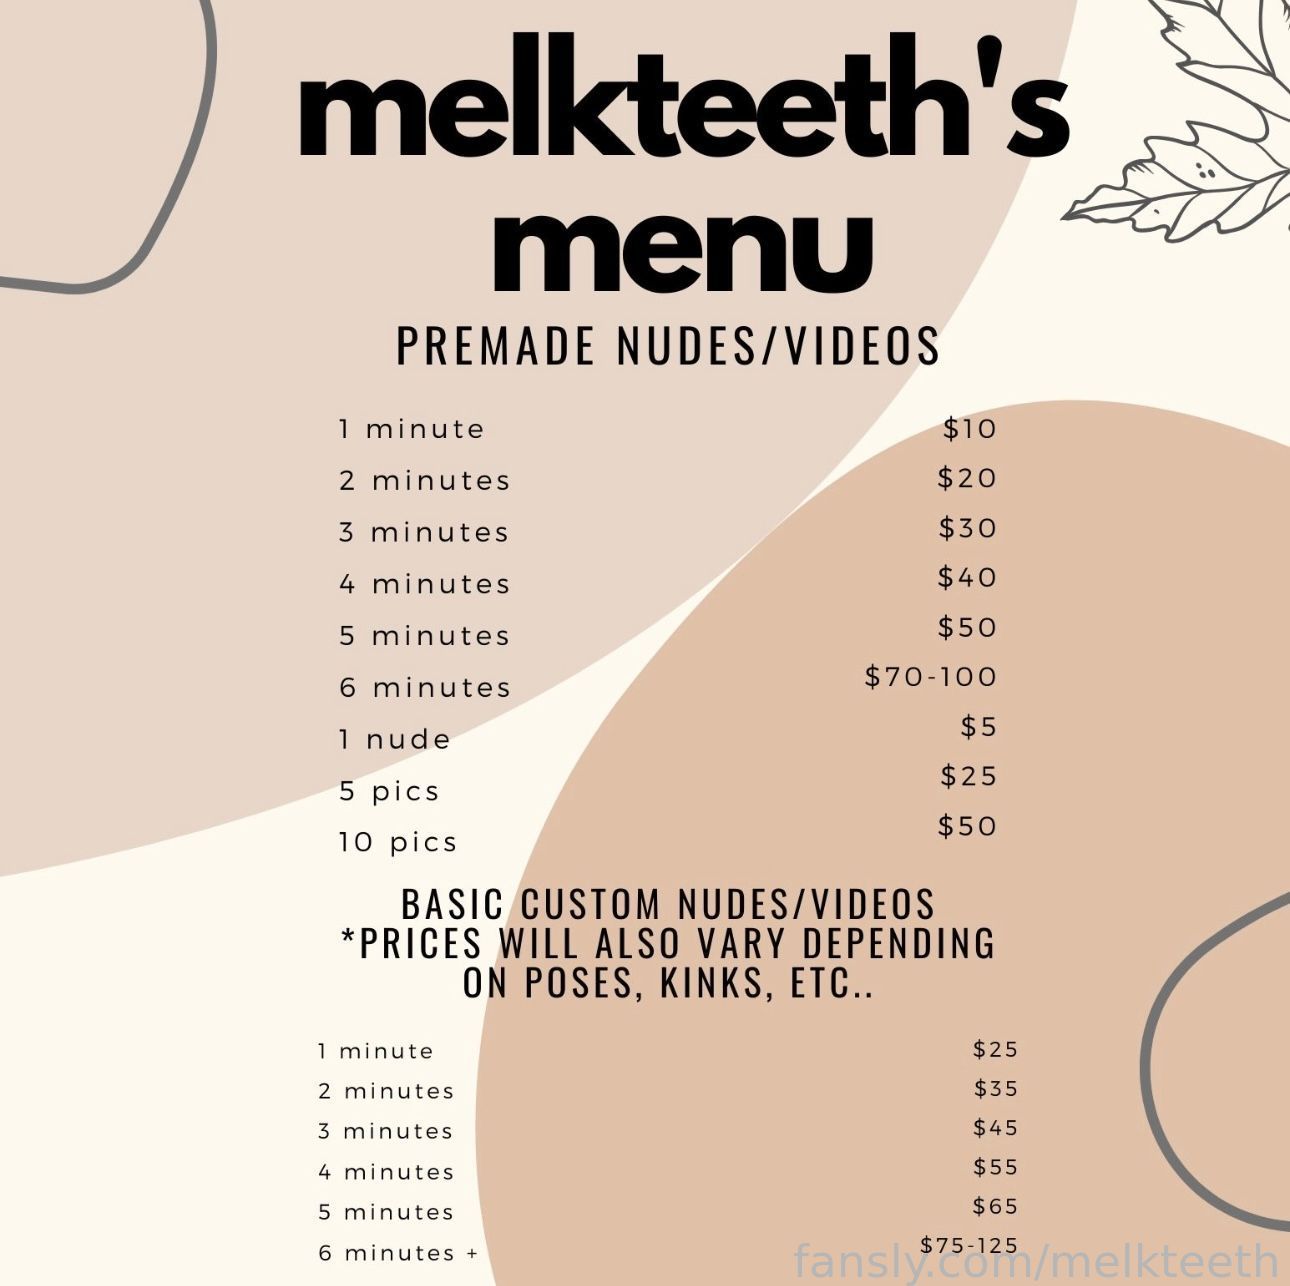 melkteeth's
menu
PREMADE NUDES/VIDEOS
1 minute $10
2 minutes $20
3 minutes $30
4 minutes $40
5 minutes $50
6 minutes $70-100
1 nude $5
5 pics $25
10 pics $50
BASIC CUSTOM NUDES/VIDEOS
*PRICES WILL ALSO VARY DEPENDING
ON POSES, KINKS, ETC..
1 minute $25
2 minutes $35
3 minutes $45
4 minutes $55
5 minutes $65
6 minutes + $75-125
fansly.com/melkteeth